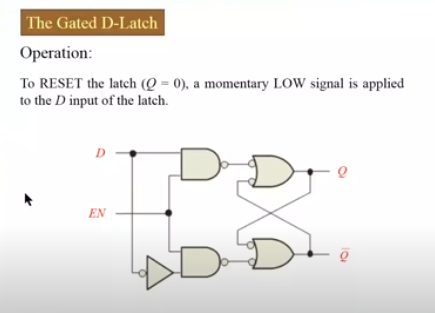 The Gated D-Latch
Operation:
To RESET the latch (Q = 0), a momentary LOW signal is applied
to the D input of the latch.
D
Q
EN
Q̅